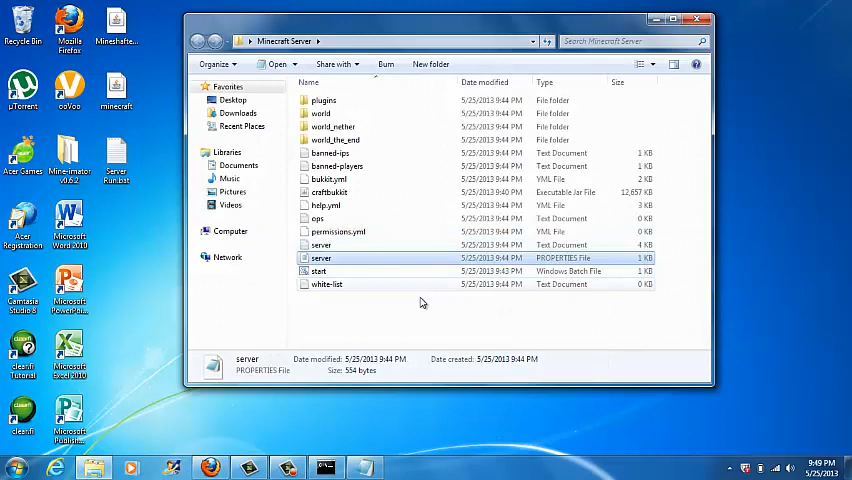 Recycle Bin
Mozilla Firefox
Mineshafte...
µTorrent
ooVoo
minecraft
Acer Games
Mine-imator v0.6.2
Server Run.bat
Acer Registration
Microsoft Word 2010
Camtasia Studio 8
Microsoft PowerPoi...
clear.fi Tutorial
Microsoft Excel 2010
clear.fi
Microsoft Publish...
Minecraft Server
Search Minecraft Server
Organize Open Share with Burn New folder
Favorites
Desktop
Downloads
Recent Places
Libraries
Documents
Music
Pictures
Videos
Computer
Network
Name Date modified Type Size
plugins 5/25/2013 9:44 PM File folder
world 5/25/2013 9:44 PM File folder
world_nether 5/25/2013 9:44 PM File folder
world_the_end 5/25/2013 9:44 PM File folder
banned-ips 5/25/2013 9:44 PM Text Document 1 KB
banned-players 5/25/2013 9:44 PM Text Document 1 KB
bukkit.yml 5/25/2013 9:44 PM YML File 2 KB
craftbukkit 5/25/2013 9:40 PM Executable Jar File 12,657 KB
help.yml 5/25/2013 9:44 PM YML File 3 KB
ops 5/25/2013 9:44 PM Text Document 0 KB
permissions.yml 5/25/2013 9:44 PM YML File 0 KB
server 5/25/2013 9:44 PM Text Document 4 KB
server 5/25/2013 9:44 PM PROPERTIES File 1 KB
start 5/25/2013 9:43 PM Windows Batch File 1 KB
white-list 5/25/2013 9:44 PM Text Document 0 KB
server Date modified: 5/25/2013 9:44 PM Date created: 5/25/2013 9:44 PM
PROPERTIES File Size: 554 bytes
9:49 PM
5/25/2013